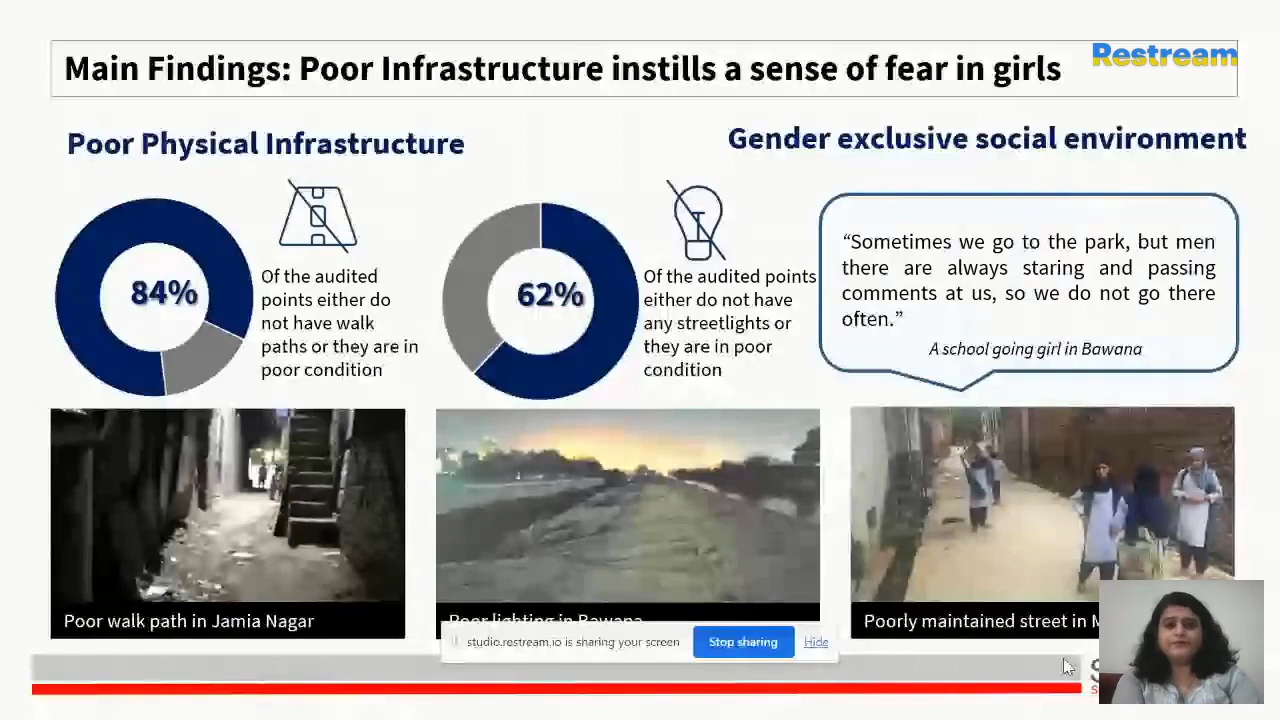 Main Findings: Poor Infrastructure instills a sense of fear in girls
Restream
Poor Physical Infrastructure
Gender exclusive social environment
84%
Of the audited
points either do
not have walk
paths or they are in
poor condition
62%
Of the audited points
either do not have
any streetlights or
they are in poor
condition
“Sometimes we go to the park, but men
there are always staring and passing
comments at us, so we do not go there
often.”
A school going girl in Bawana
Poor walk path in Jamia Nagar
Poor lighting in Bawana
Poorly maintained street in
studio.restream.io is sharing your screen
Stop sharing
Hide